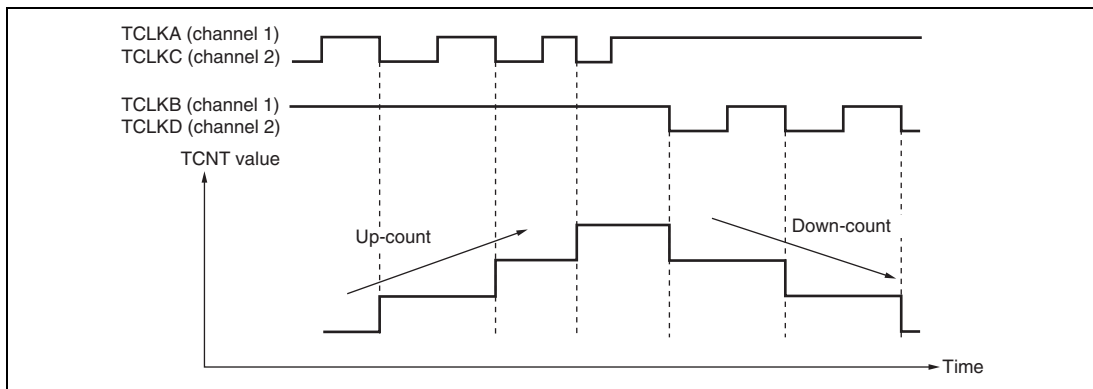 TCLKA (channel 1)
TCLKC (channel 2)
TCLKB (channel 1)
TCLKD (channel 2)
TCNT value
Up-count
Down-count
Time